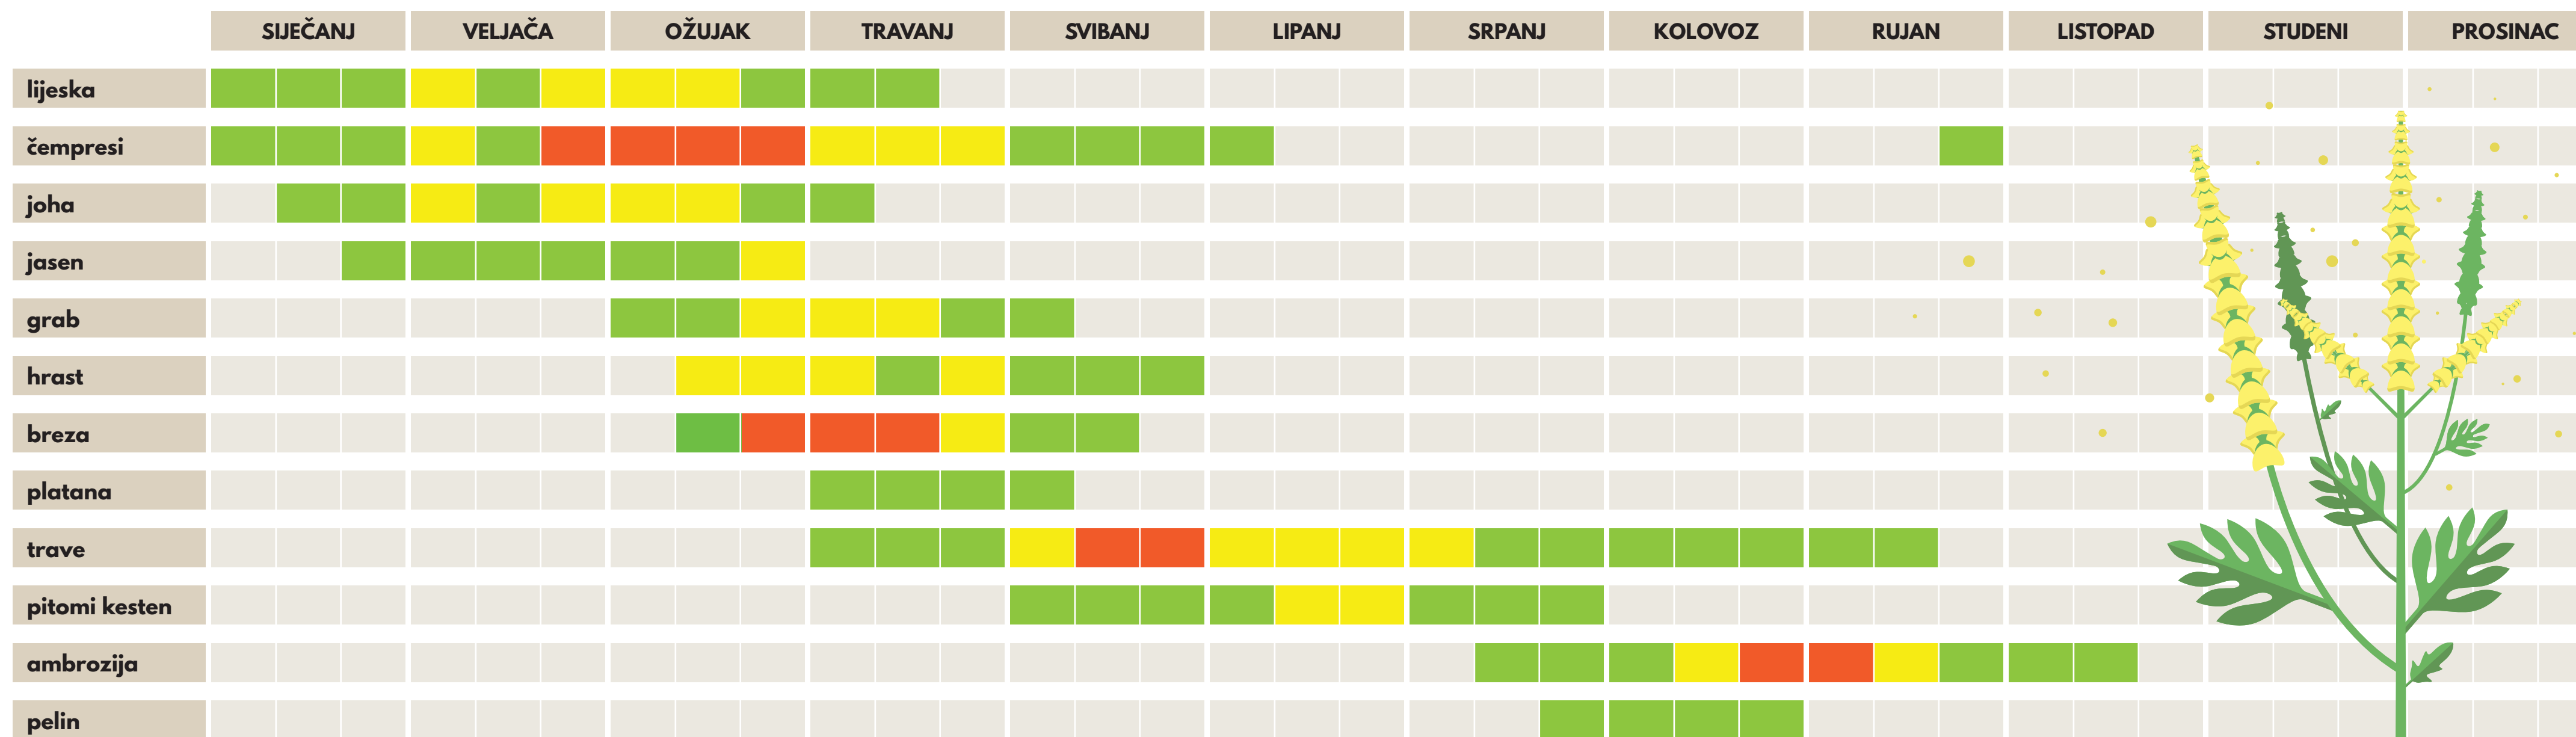 SIJEČANJ VELJAČA OŽUJAK TRAVANJ SVIBANJ LIPANJ SRPANJ KOLOVOZ RUJAN LISTOPAD STUDENI PROSINAC
lijeska
čempresi
joha
jasen
grab
hrast
breza
platana
trave
pitomi kesten
ambrozija
pelin